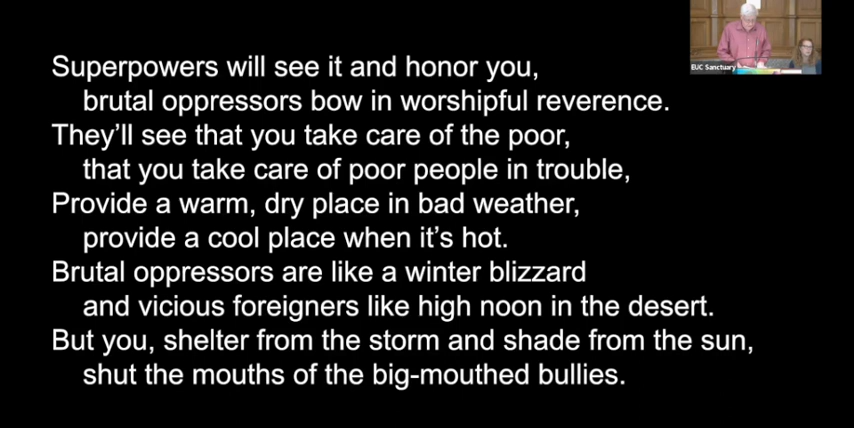 Superpowers will see it and honor you,
brutal oppressors bow in worshipful reverence.
They’ll see that you take care of the poor,
that you take care of poor people in trouble,
Provide a warm, dry place in bad weather,
provide a cool place when it’s hot.
Brutal oppressors are like a winter blizzard
and vicious foreigners like high noon in the desert.
But you, shelter from the storm and shade from the sun,
shut the mouths of the big-mouthed bullies.
EUC Sanctuary